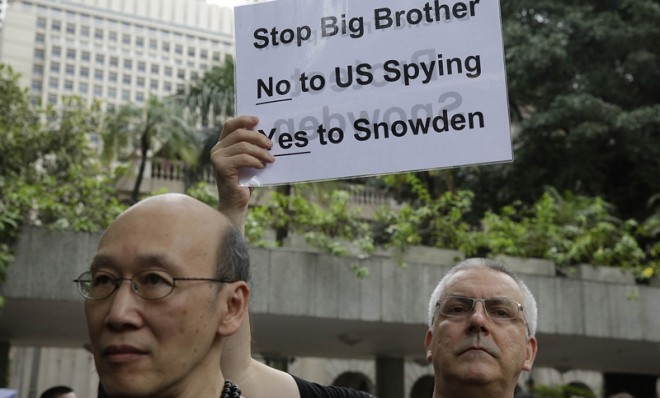 Stop Big Brother
No to US Spying
Yes to Snowden